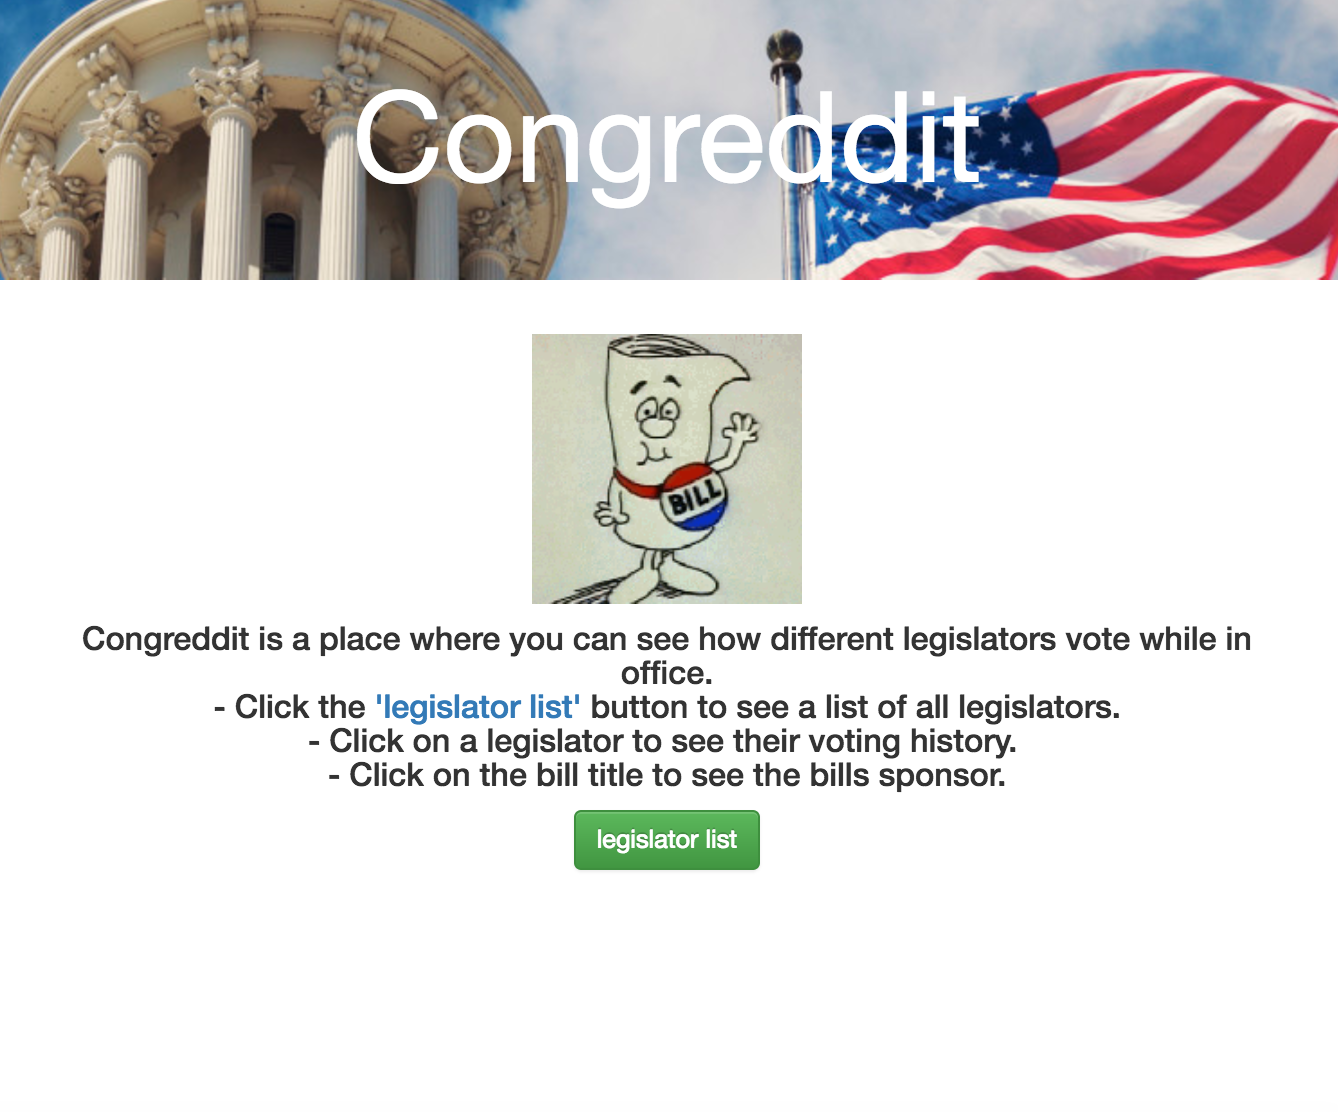 Congreddit
BILL
Congreddit is a place where you can see how different legislators vote while in
office.
- Click the 'legislator list' button to see a list of all legislators.
- Click on a legislator to see their voting history.
- Click on the bill title to see the bills sponsor.
legislator list